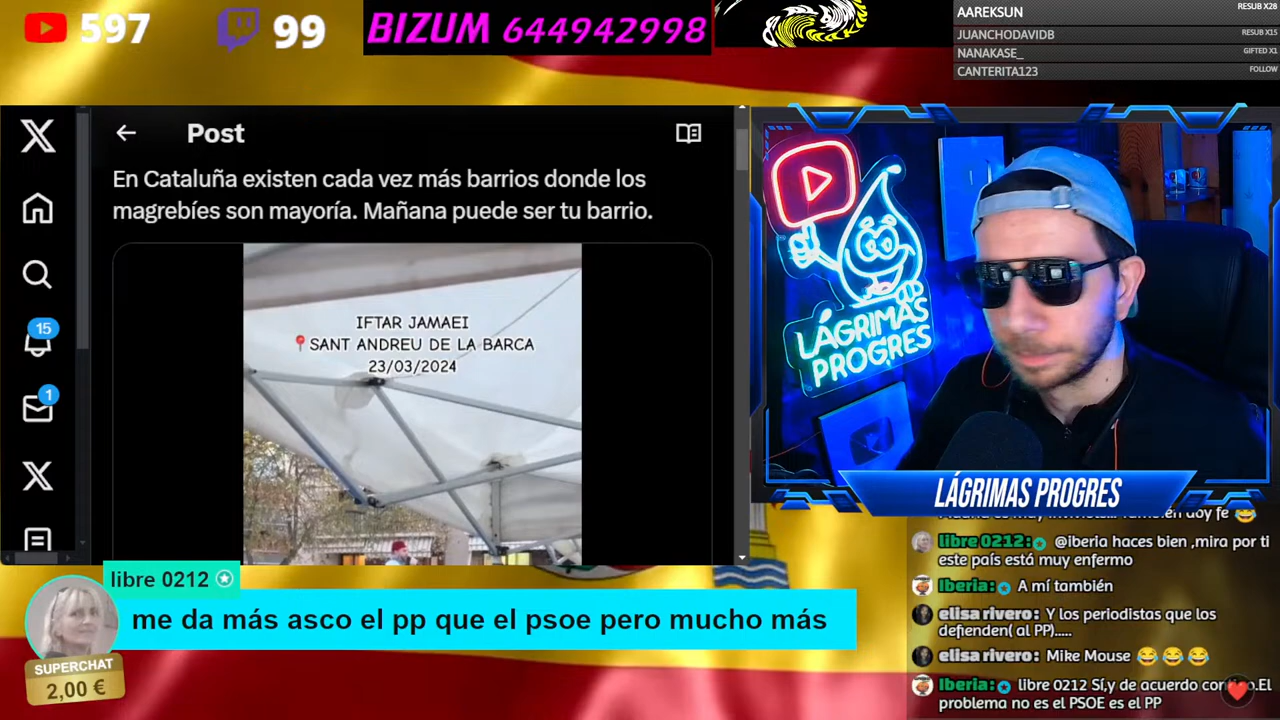 597
99
BIZUM 644942998
AAREKSUN RESUB X28
JUANCHODAVIDB RESUB X15
NANAKASE_ GIFTED X1
CANTERITA123 FOLLOW
Post
En Cataluña existen cada vez más barrios donde los
magrebíes son mayoría. Mañana puede ser tu barrio.
15
1
IFTAR JAMAEI
📍SANT ANDREU DE LA BARCA
23/03/2024
LÁGRIMAS
PROGRES
LÁGRIMAS PROGRES
también doy fe 😂
libre 0212: @iberia haces bien ,mira por ti
este país está muy enfermo
Iberia: A mí también
elisa rivero: Y los periodistas que los
defienden( al PP).....
elisa rivero: Mike Mouse 😂😂😂
Iberia: libre 0212 Sí,y de acuerdo El
problema no es el PSOE es el PP
libre 0212
me da más asco el pp que el psoe pero mucho más
SUPERCHAT
2,00 €